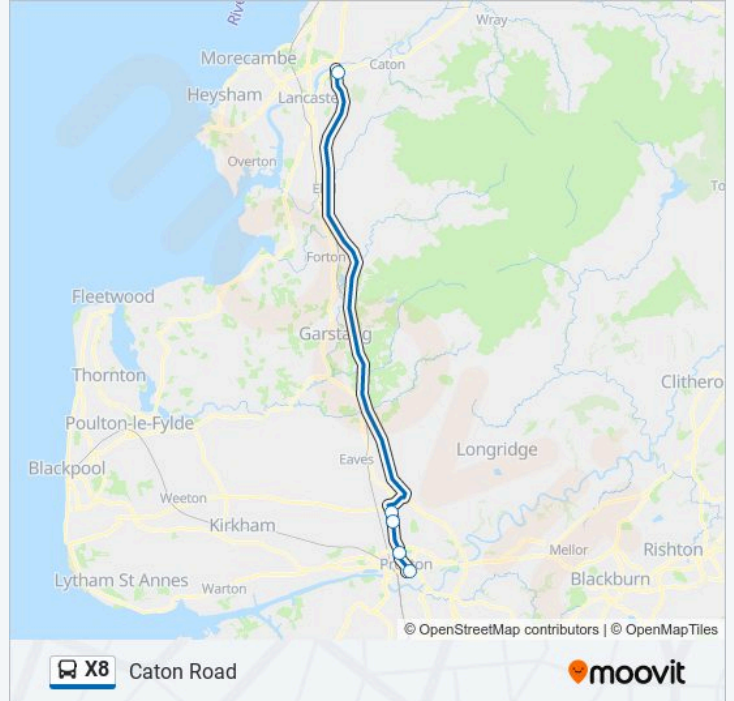 Wray
Morecambe
Caton
Heysham
Lancaste
Overton
Forton
Fleetwood
Garstang
Thornton
Clithero
Poulton-le-Fylde
Longridge
Eaves
Blackpool
Weeton
Kirkham
Mellor
Rishton
Lytham St Annes
Warton
Blackburn
© OpenStreetMap contributors | © OpenMapTiles
X8 Caton Road
moovit